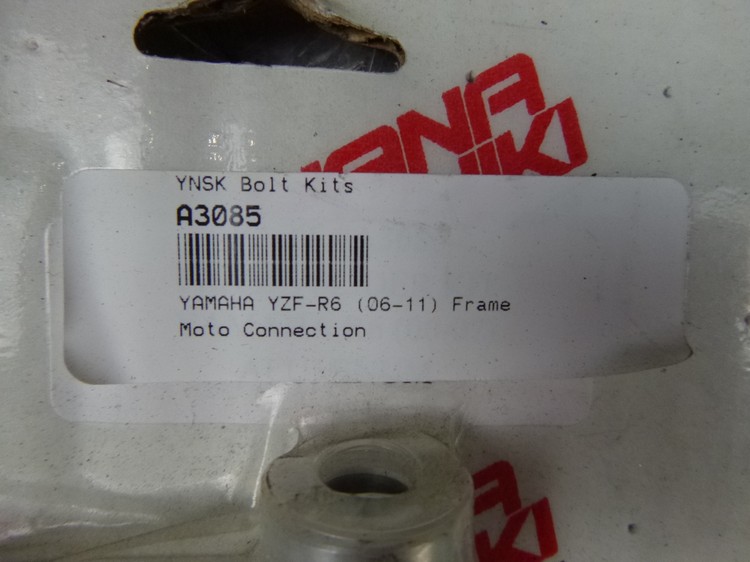 YNSK Bolt Kits
A3085
YAMAHA YZF-R6 (06-11) Frame
Moto Connection